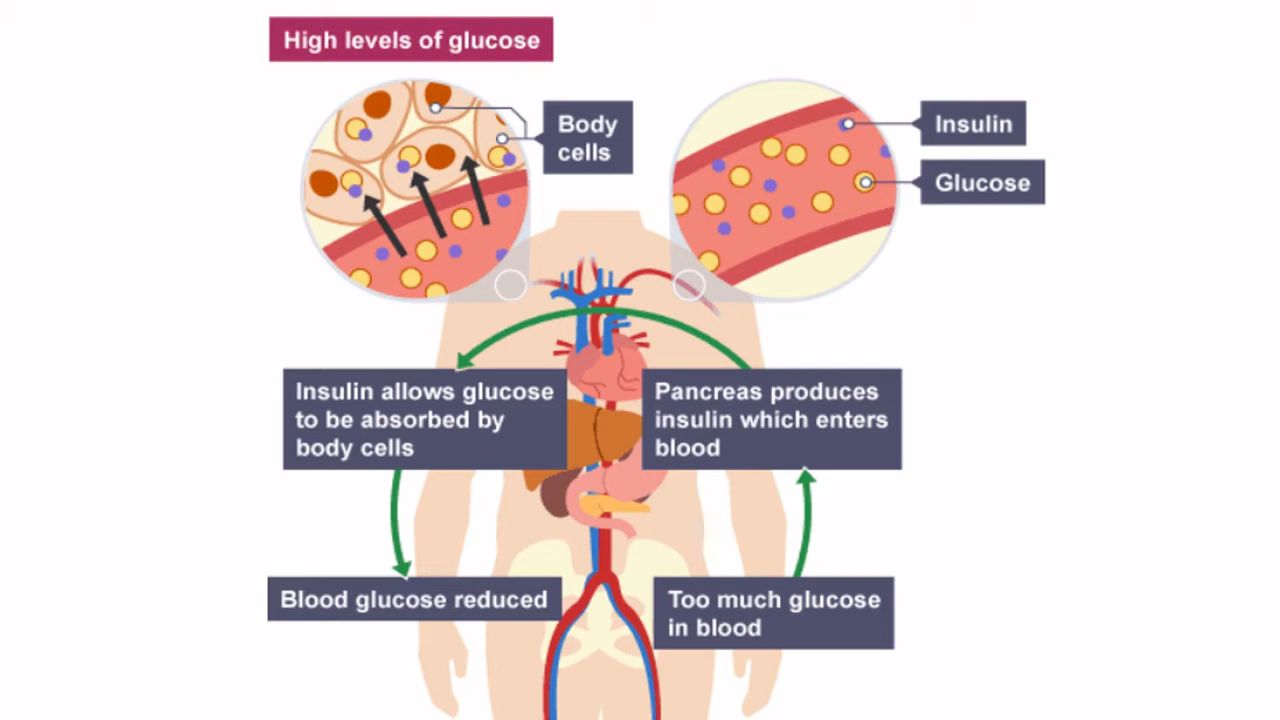 High levels of glucose
Body
cells
Insulin
Glucose
Insulin allows glucose
to be absorbed by
body cells
Pancreas produces
insulin which enters
blood
Blood glucose reduced
Too much glucose
in blood